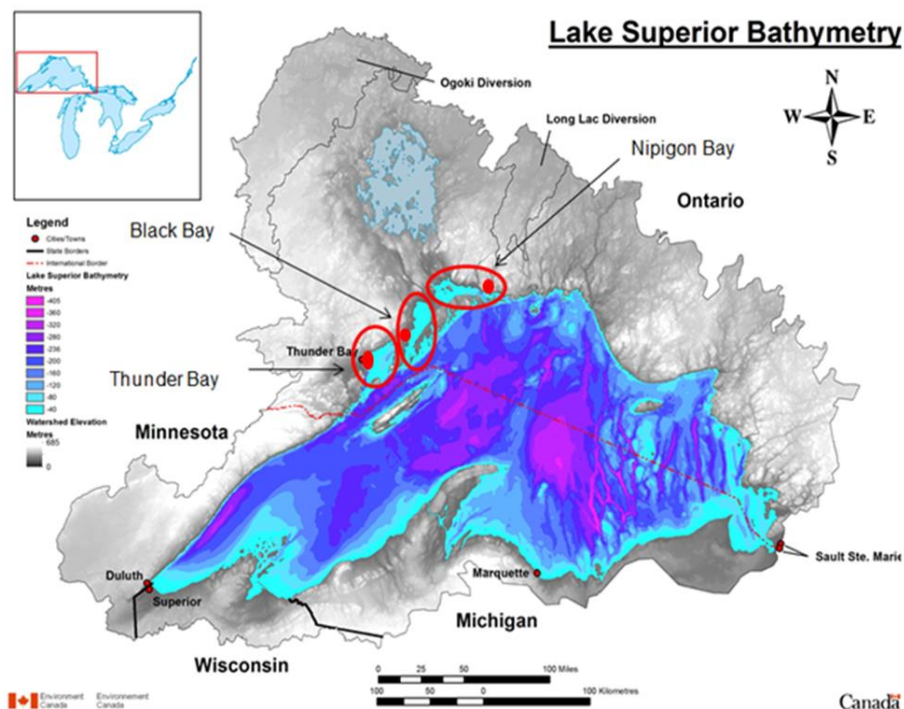 Lake Superior Bathymetry
N
W E
S
Ogoki Diversion
Long Lac Diversion
Nipigon Bay
Ontario
Black Bay
Legend
Cities/Towns
State Borders
International Border
Lake Superior Bathymetry
Metres
-405
-360
-320
-280
-236
-200
-160
-120
-80
-40
Watershed Elevation
Metres
685
0
Thunder Bay
Thunder Bay
Minnesota
Duluth
Superior
Marquette
Sault Ste. Marie
Michigan
Wisconsin
0 25 50 100 Miles
100 50 0 100 Kilometres
Environment Environnement
Canada Canada
Canada